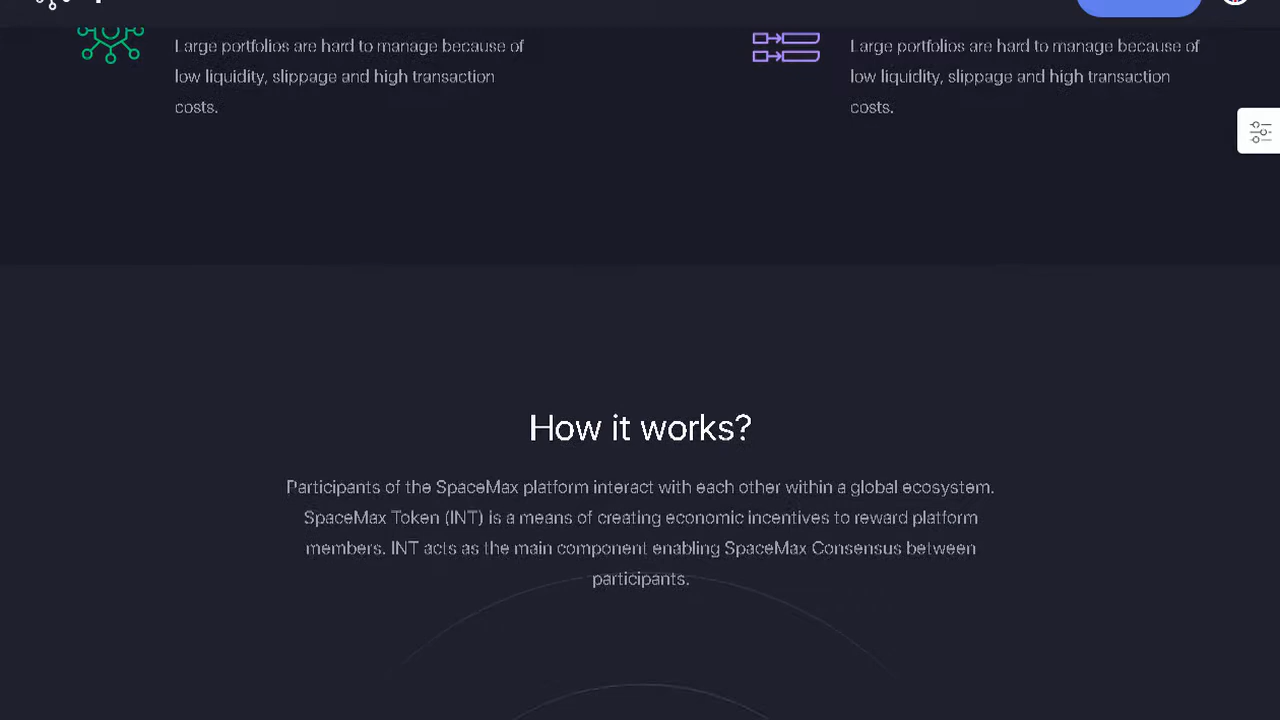 Large portfolios are hard to manage because of
low liquidity, slippage and high transaction
costs.
Large portfolios are hard to manage because of
low liquidity, slippage and high transaction
costs.
How it works?
Participants of the SpaceMax platform interact with each other within a global ecosystem.
SpaceMax Token (INT) is a means of creating economic incentives to reward platform
members. INT acts as the main component enabling SpaceMax Consensus between
participants.